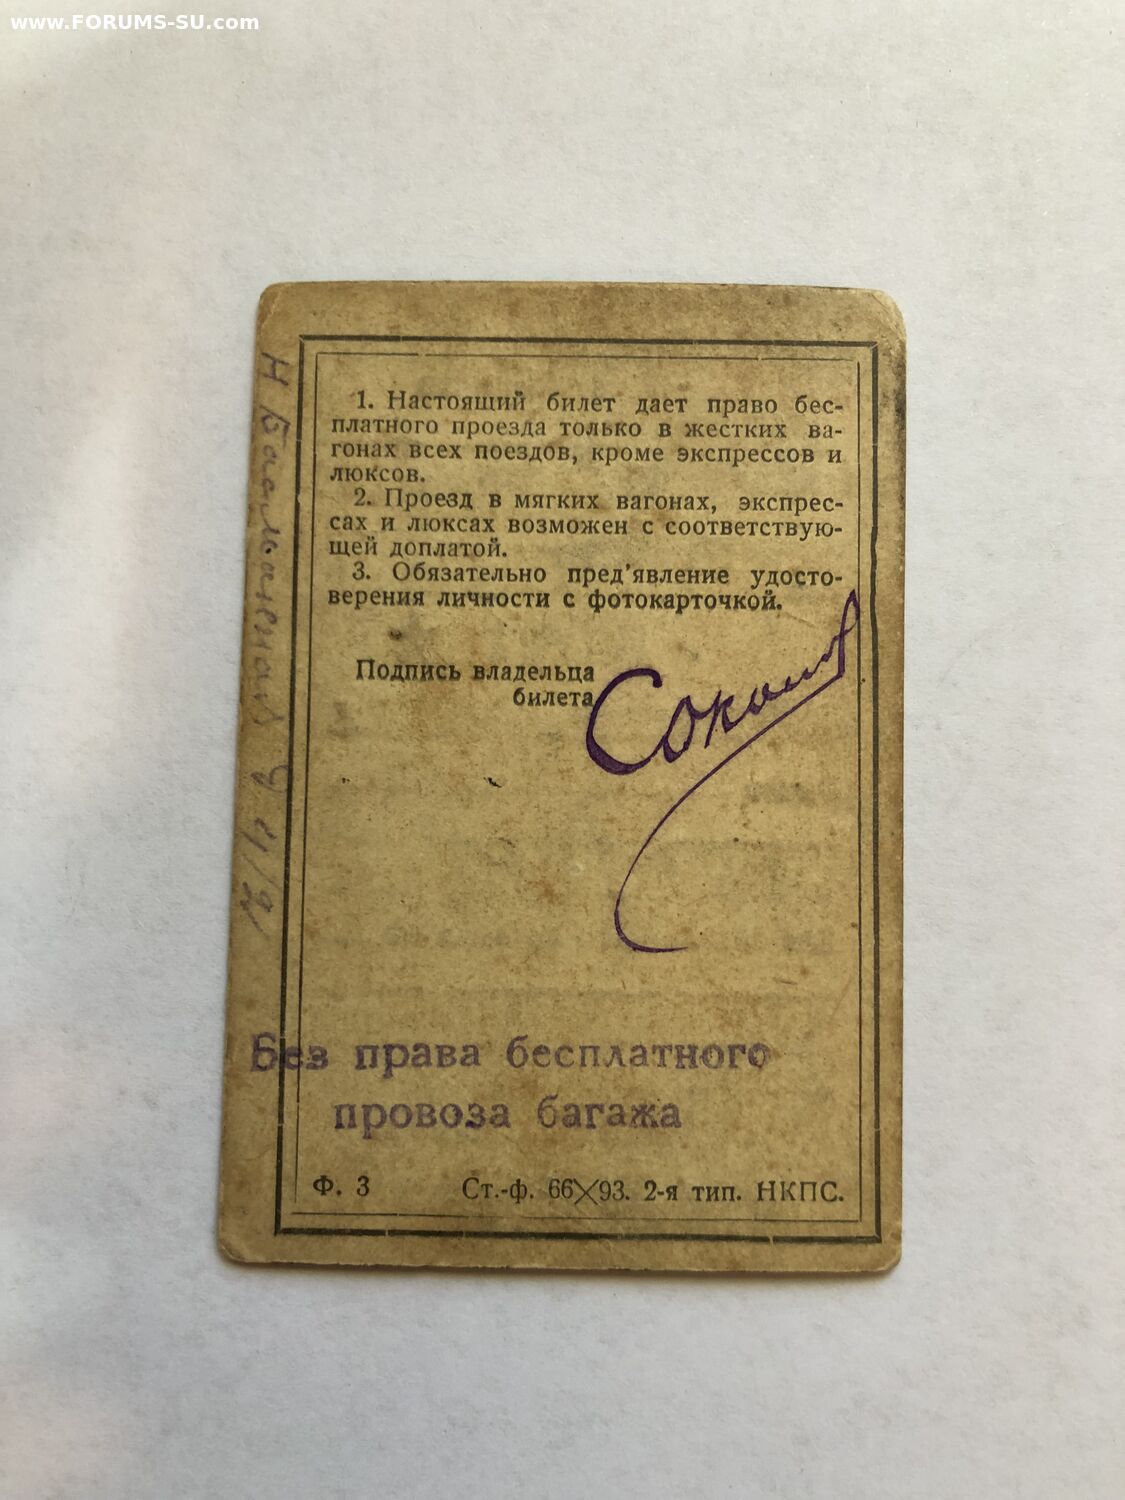 www.FORUMS-SU.com
1. Настоящий билет дает право бес-
платного проезда только в жестких ва-
гонах всех поездов, кроме экспрессов и
люксов.
2. Проезд в мягких вагонах, экспрес-
сах и люксах возможен с соответствую-
щей доплатой.
3. Обязательно пред'явление удосто-
верения личности с фотокарточкой.
Подпись владельца
билета
Без права бесплатного
провоза багажа
Ф. 3 Ст.-ф. 66×93. 2-я тип. НКПС.